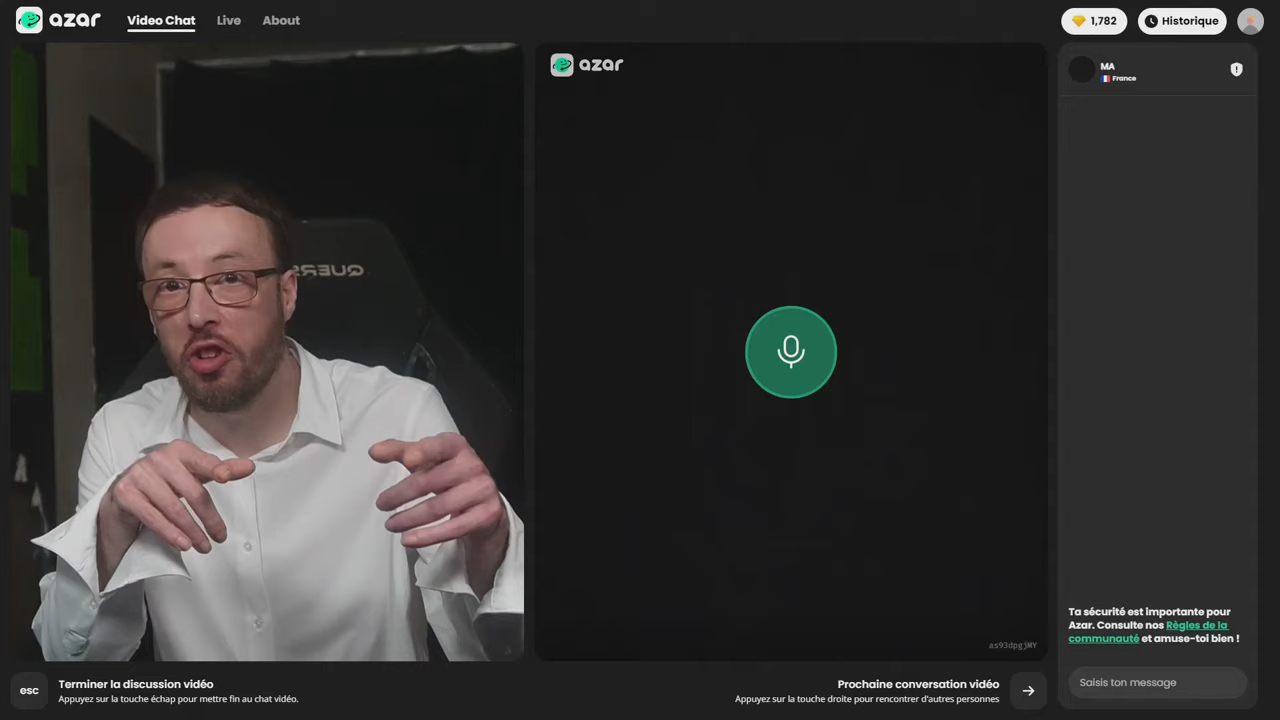 azar
Video Chat
Live
About
1,782
Historique
azar
MA
France
QUERS
as93dpgjMY
Ta sécurité est importante pour
Azar. Consulte nos Règles de la
communauté et amuse-toi bien !
esc
Terminer la discussion vidéo
Appuyez sur la touche échap pour mettre fin au chat vidéo.
Prochaine conversation vidéo
Appuyez sur la touche droite pour rencontrer d'autres personnes
Saisis ton message